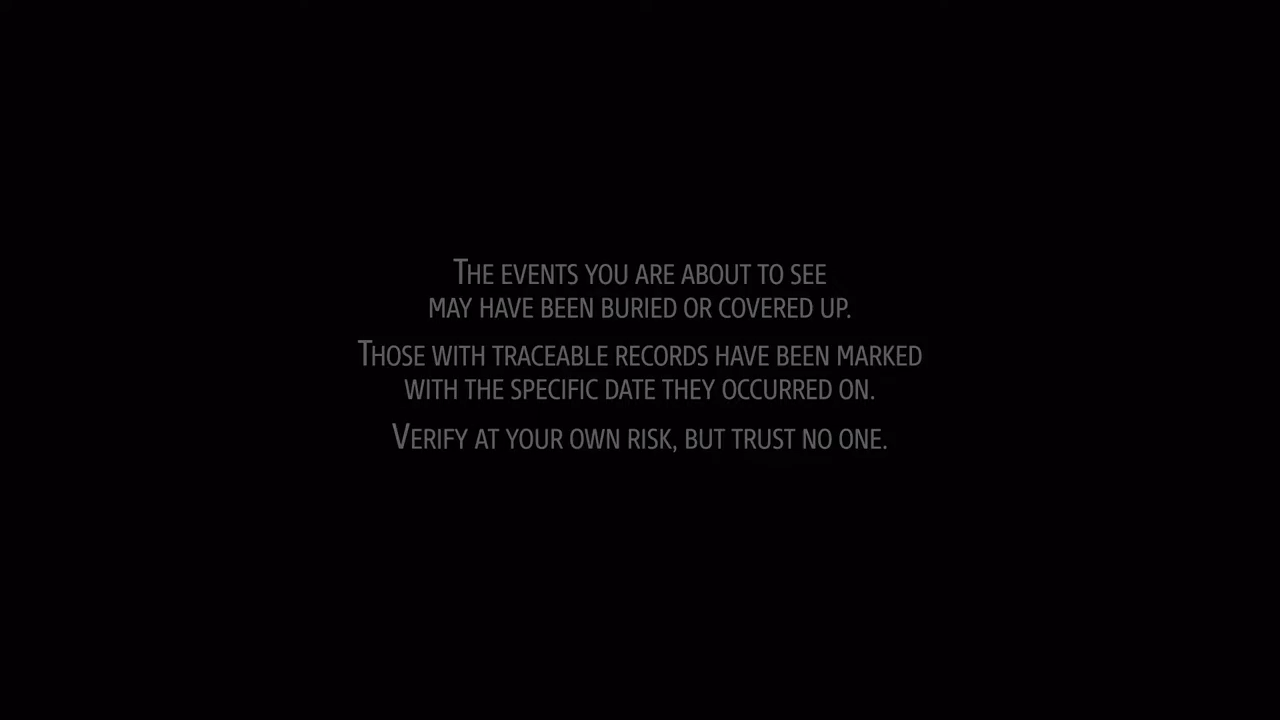 The events you are about to see
may have been buried or covered up.
Those with traceable records have been marked
with the specific date they occurred on.
Verify at your own risk, but trust no one.